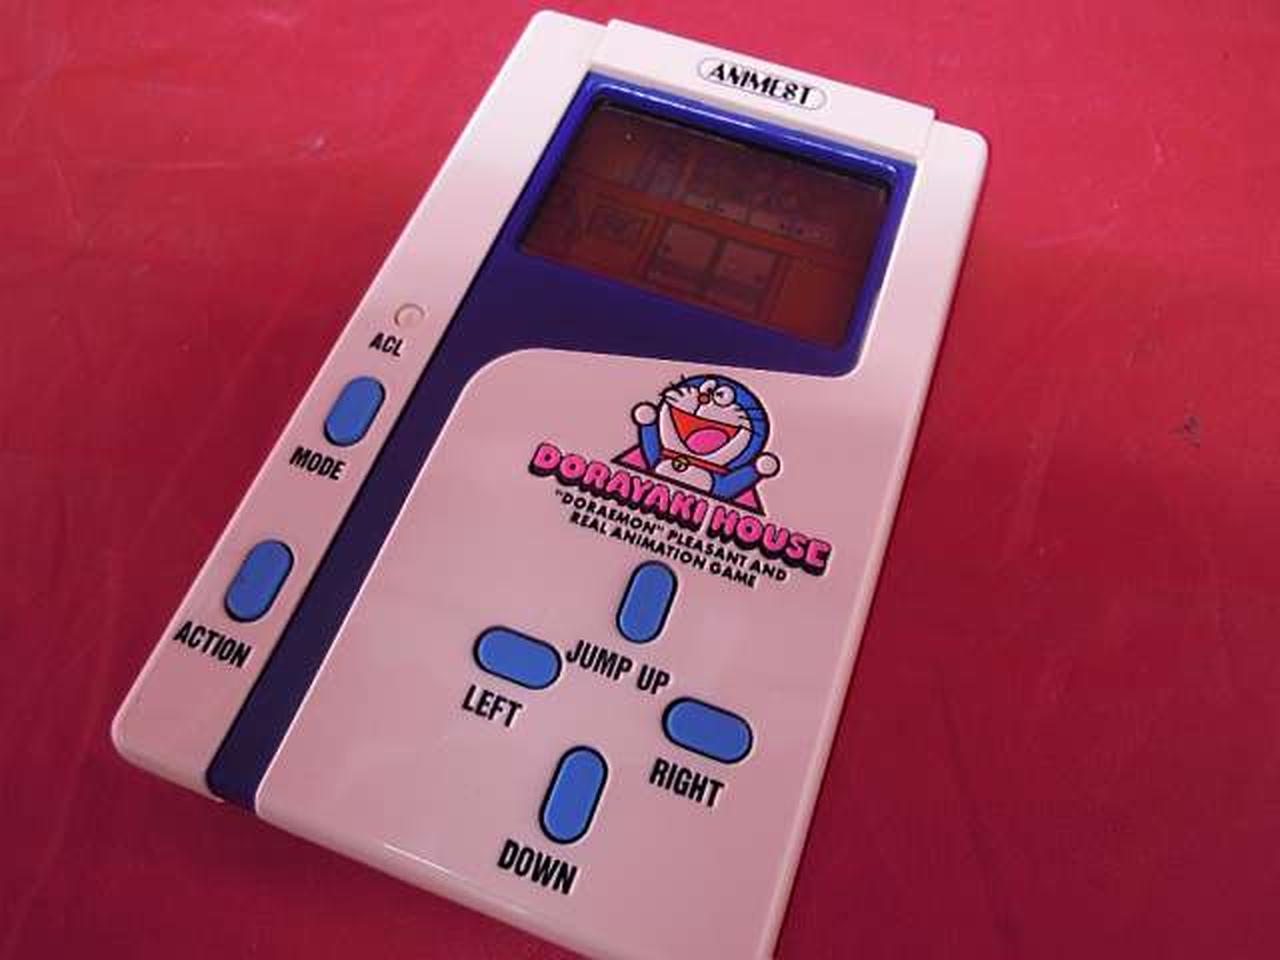 ANIMEST
ACL
MODE
ACTION
DORAYAKI HOUSE
"DORAEMON" PLEASANT AND
REAL ANIMATION GAME
JUMP UP
LEFT
RIGHT
DOWN